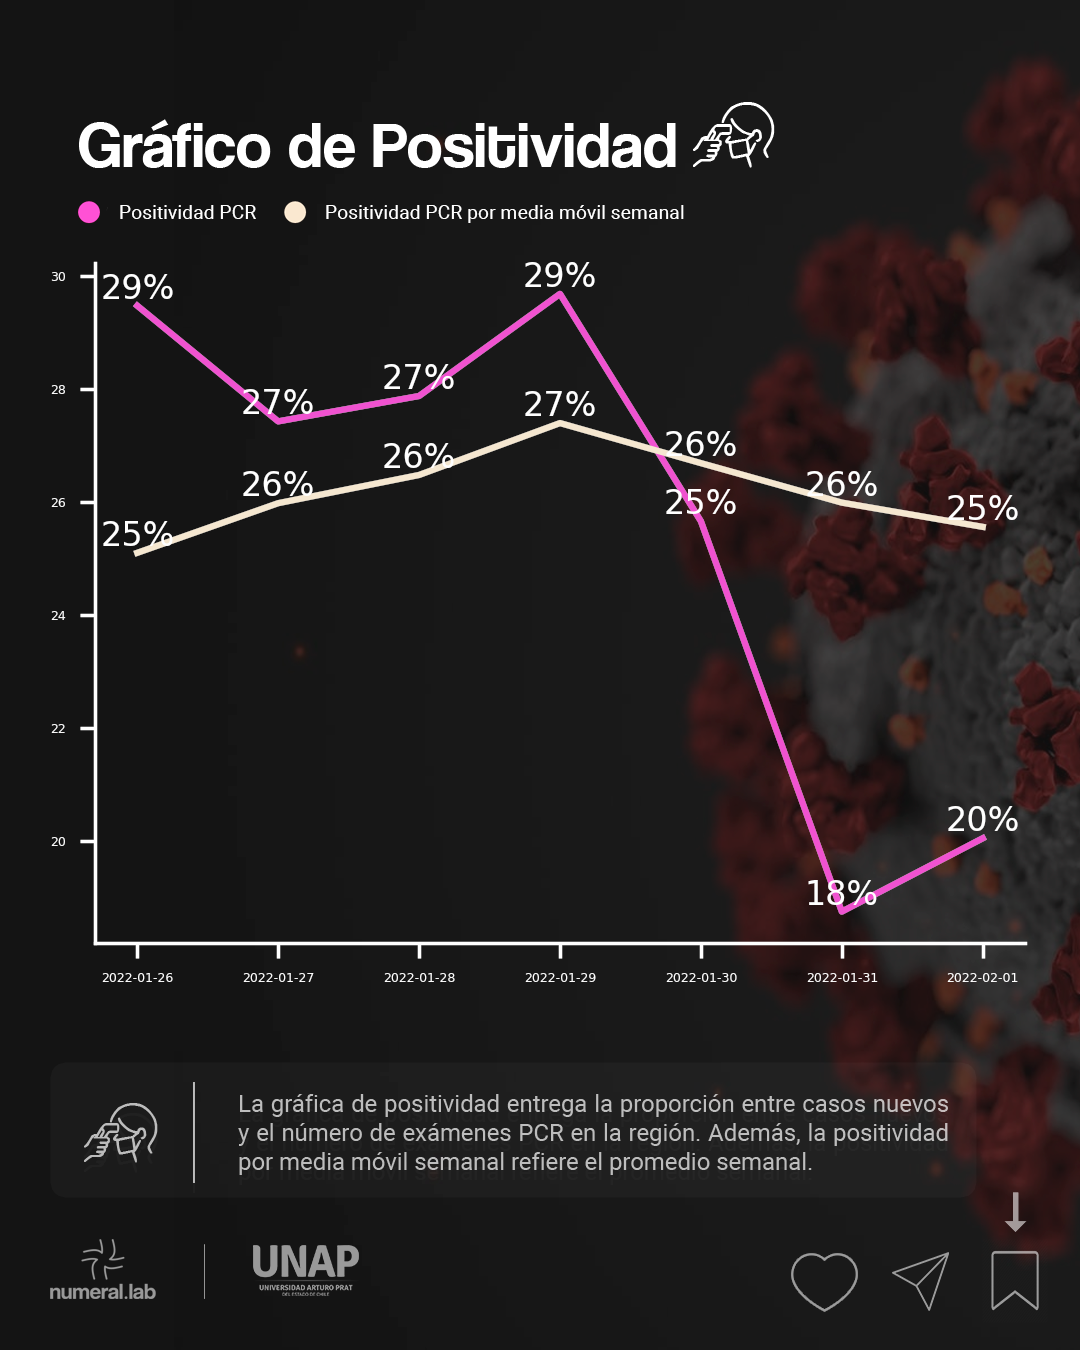 Gráfico de Positividad
Positividad PCR
Positividad PCR por media móvil semanal
30
28
26
24
22
20
29%
27%
27%
29%
25%
18%
20%
25%
26%
26%
27%
26%
26%
25%
2022-01-26
2022-01-27
2022-01-28
2022-01-29
2022-01-30
2022-01-31
2022-02-01
La gráfica de positividad entrega la proporción entre casos nuevos
y el número de exámenes PCR en la región. Además, la positividad
por media móvil semanal refiere el promedio semanal.
numeral.lab
UNAP
UNIVERSIDAD ARTURO PRAT
DEL ESTADO DE CHILE